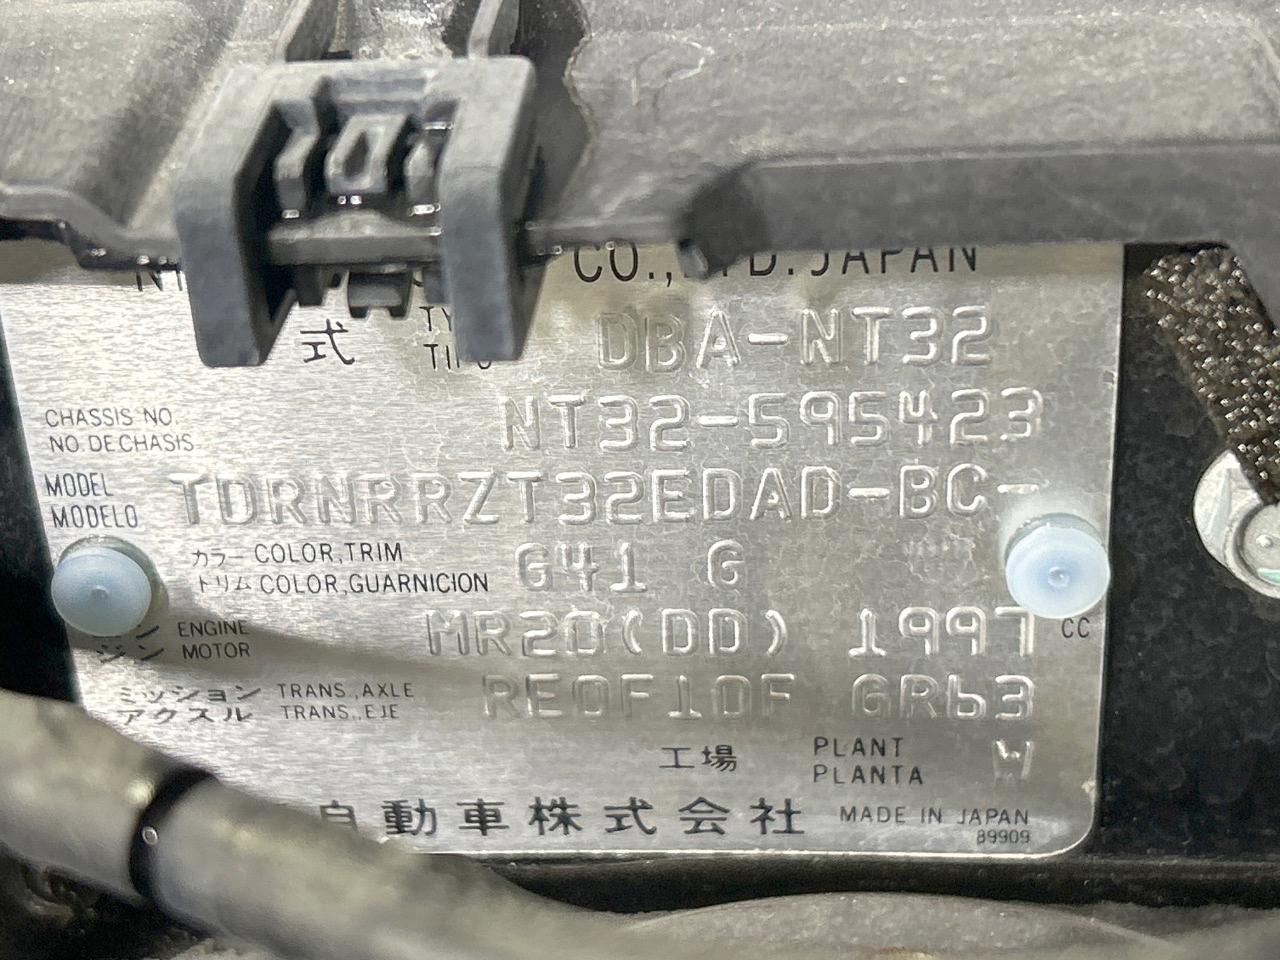 CO., LTD. JAPAN
式 DBA-NT32
CHASSIS NO. NT32-595423
NO. DE CHASIS
MODEL TDRNRRZT32EDAD-BC-
MODELO
カラー COLOR, TRIM G41 G
トリム COLOR, GUARNICION
ENGINE MR20(DD) 1997 CC
ジン MOTOR
ミッション TRANS., AXLE RE0F10F GR63
アクスル TRANS., EJE
工場 PLANT W
PLANTA
自動車株式会社 MADE IN JAPAN
89909